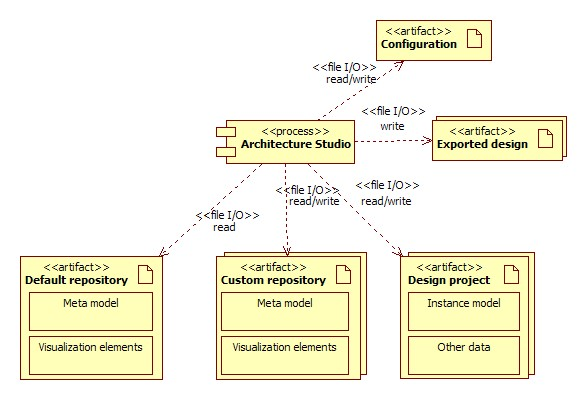 <<artifact>>
Configuration
<<file I/O>>
read/write
<<process>>
Architecture Studio
<<file I/O>>
write
<<artifact>>
Exported design
<<file I/O>>
read
<<file I/O>>
read/write
<<file I/O>>
read/write
<<artifact>>
Default repository
Meta model
Visualization elements
<<artifact>>
Custom repository
Meta model
Visualization elements
<<artifact>>
Design project
Instance model
Other data